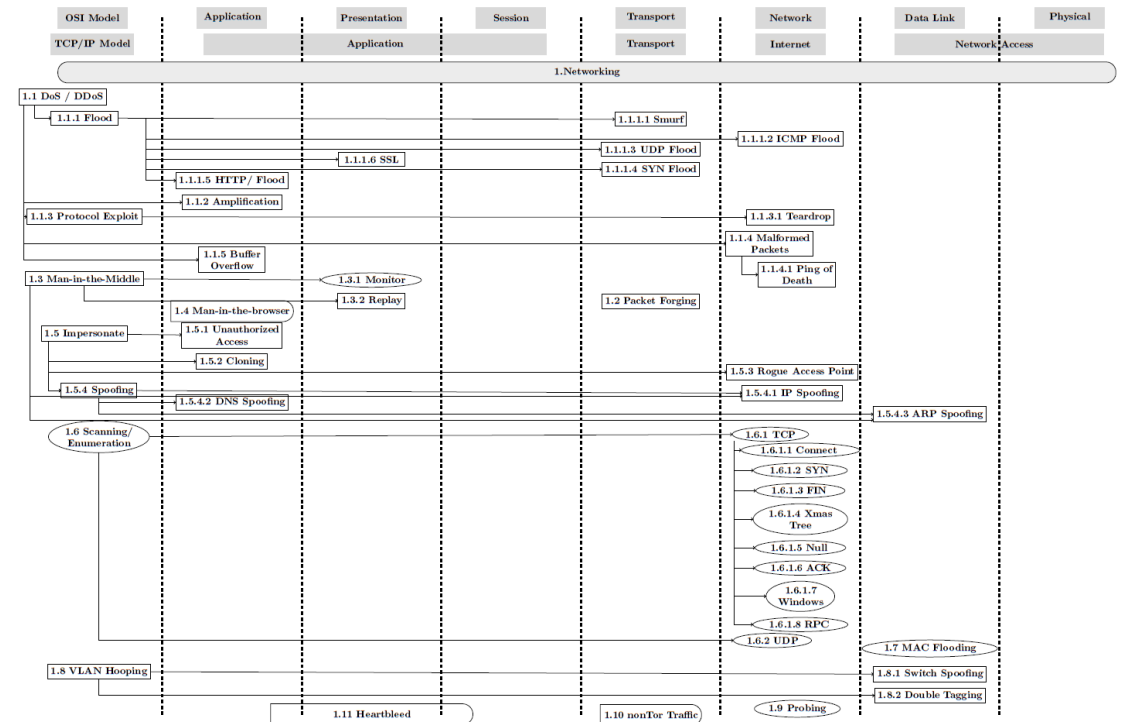 OSI Model Application Presentation Session Transport Network Data Link Physical
TCP/IP Model Application Transport Internet Network Access
1.Networking
1.1 DoS / DDoS
1.1.1 Flood 1.1.1.1 Smurf
1.1.1.2 ICMP Flood
1.1.1.3 UDP Flood
1.1.1.6 SSL
1.1.1.4 SYN Flood
1.1.1.5 HTTP/ Flood
1.1.2 Amplification
1.1.3 Protocol Exploit 1.1.3.1 Teardrop
1.1.4 Malformed
Packets
1.1.5 Buffer
Overflow
1.1.4.1 Ping of
Death
1.3 Man-in-the-Middle 1.3.1 Monitor
1.3.2 Replay 1.2 Packet Forging
1.4 Man-in-the-browser
1.5 Impersonate 1.5.1 Unauthorized
Access
1.5.2 Cloning
1.5.3 Rogue Access Point
1.5.4 Spoofing 1.5.4.1 IP Spoofing
1.5.4.2 DNS Spoofing
1.5.4.3 ARP Spoofing
1.6 Scanning/
Enumeration
1.6.1 TCP
1.6.1.1 Connect
1.6.1.2 SYN
1.6.1.3 FIN
1.6.1.4 Xmas
Tree
1.6.1.5 Null
1.6.1.6 ACK
1.6.1.7
Windows
1.6.1.8 RPC
1.6.2 UDP
1.7 MAC Flooding
1.8 VLAN Hooping 1.8.1 Switch Spoofing
1.8.2 Double Tagging
1.9 Probing
1.11 Heartbleed 1.10 nonTor Traffic